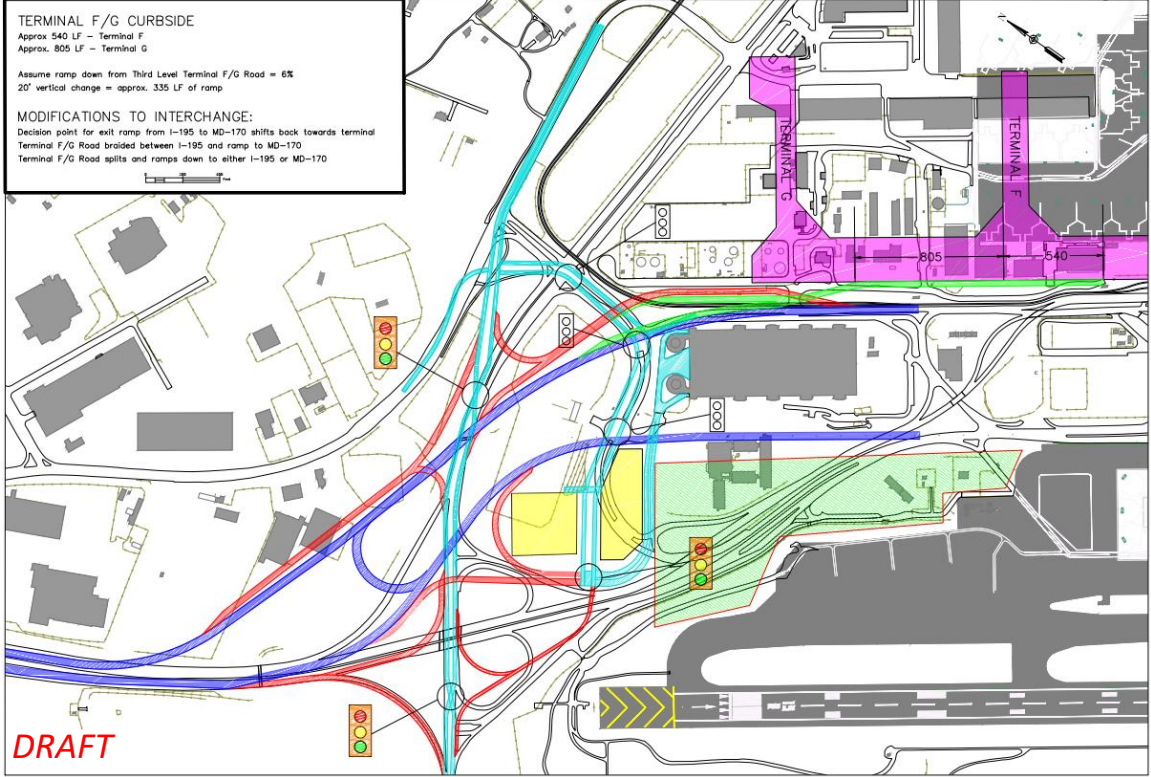 TERMINAL F/G CURBSIDE
Approx 540 LF – Terminal F
Approx. 805 LF – Terminal G
Assume ramp down from Third Level Terminal F/G Road = 6%
20' vertical change = approx. 335 LF of ramp
MODIFICATIONS TO INTERCHANGE:
Decision point for exit ramp from I–195 to MD–170 shifts back towards terminal
Terminal F/G Road braided between I–195 and ramp to MD–170
Terminal F/G Road splits and ramps down to either I–195 or MD–170
TERMINAL G
TERMINAL F
805
540
DRAFT